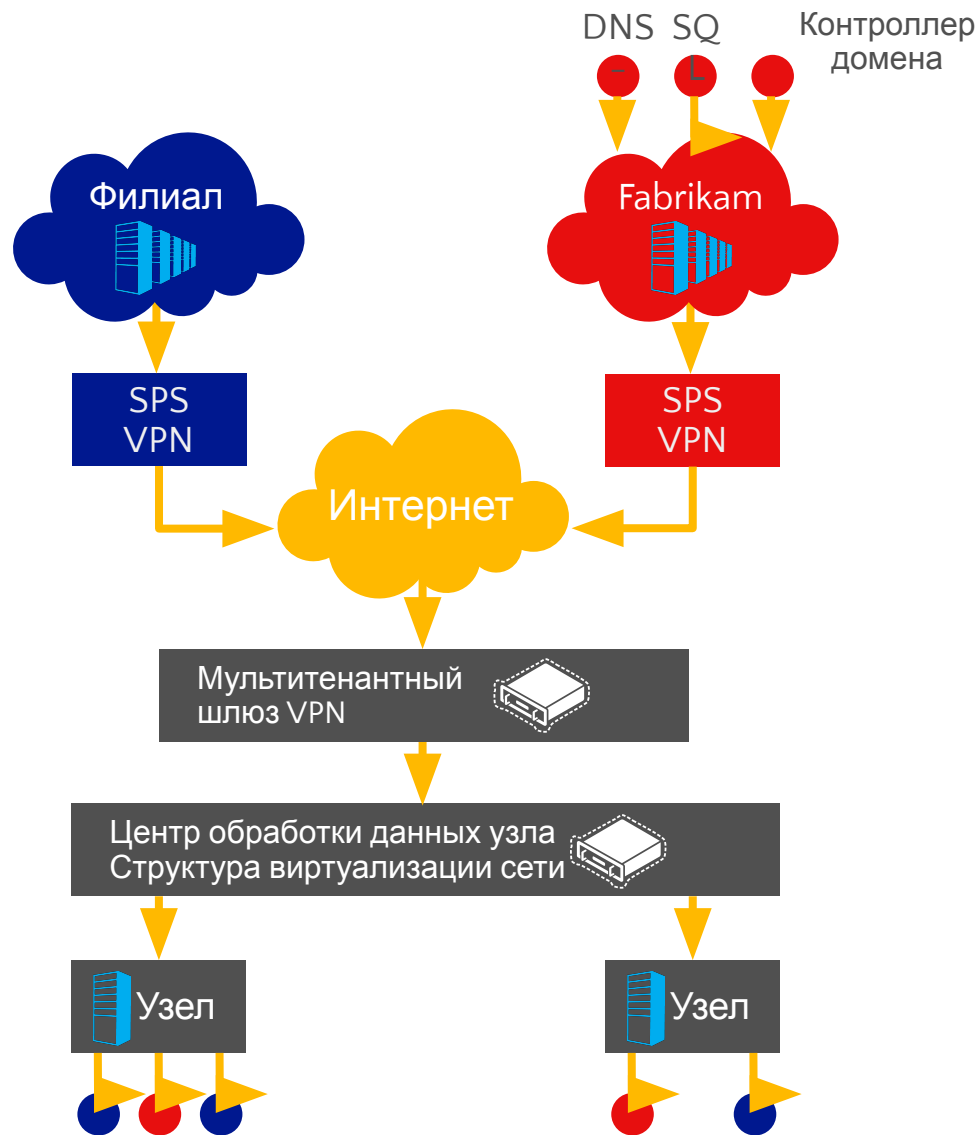 DNS SQL
Контроллер
домена
Филиал
Fabrikam
SPS
VPN
SPS
VPN
Интернет
Мультитенантный
шлюз VPN
Центр обработки данных узла
Структура виртуализации сети
Узел
Узел